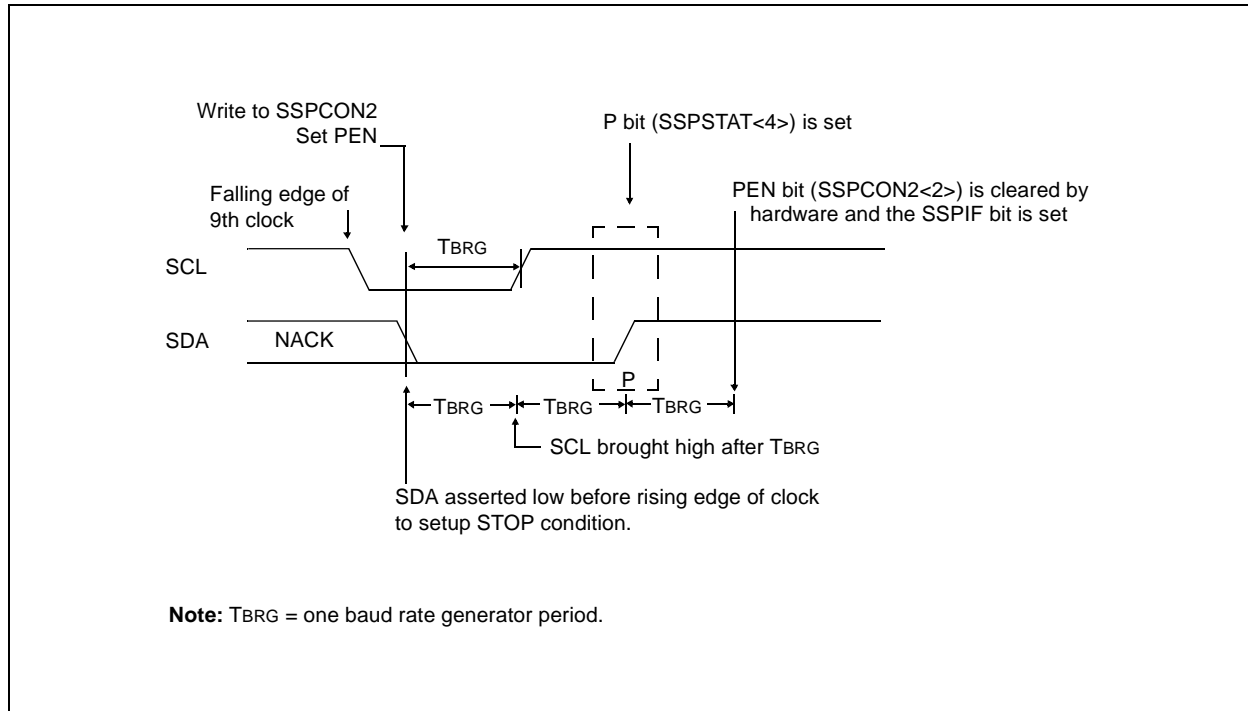 Write to SSPCON2
Set PEN
P bit (SSPSTAT<4>) is set
Falling edge of
9th clock
PEN bit (SSPCON2<2>) is cleared by
hardware and the SSPIF bit is set
TBRG
SCL
SDA
NACK
P
TBRG
TBRG
TBRG
SCL brought high after TBRG
SDA asserted low before rising edge of clock
to setup STOP condition.
Note: TBRG = one baud rate generator period.